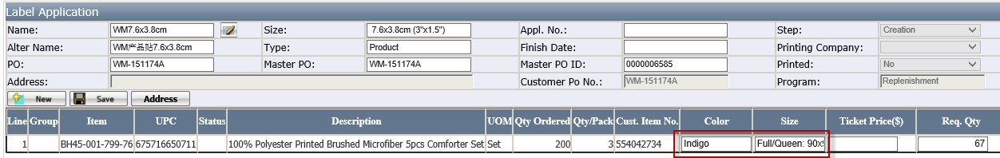 Label Application
Name: WM7.6x3.8cm Size: 7.6x3.8cm (3"x1.5") Appl. No.: Step: Creation
Alter Name: WM产品贴7.6x3.8cm Type: Product Finish Date: Printing Company:
PO: WM-151174A Master PO: WM-151174A Master PO ID: 0000006585 Printed: No
Address: Customer Po No.: WM-151174A Program: Replenishment
New Save Address
Line Group Item UPC Status Description UOM Qty Ordered Qty/Pack Cust. Item No. Color Size Ticket Price($) Req. Qty
1 BH45-001-799-76 675716650711 100% Polyester Printed Brushed Microfiber 5pcs Comforter Set Set 200 3 554042734 Indigo Full/Queen: 67